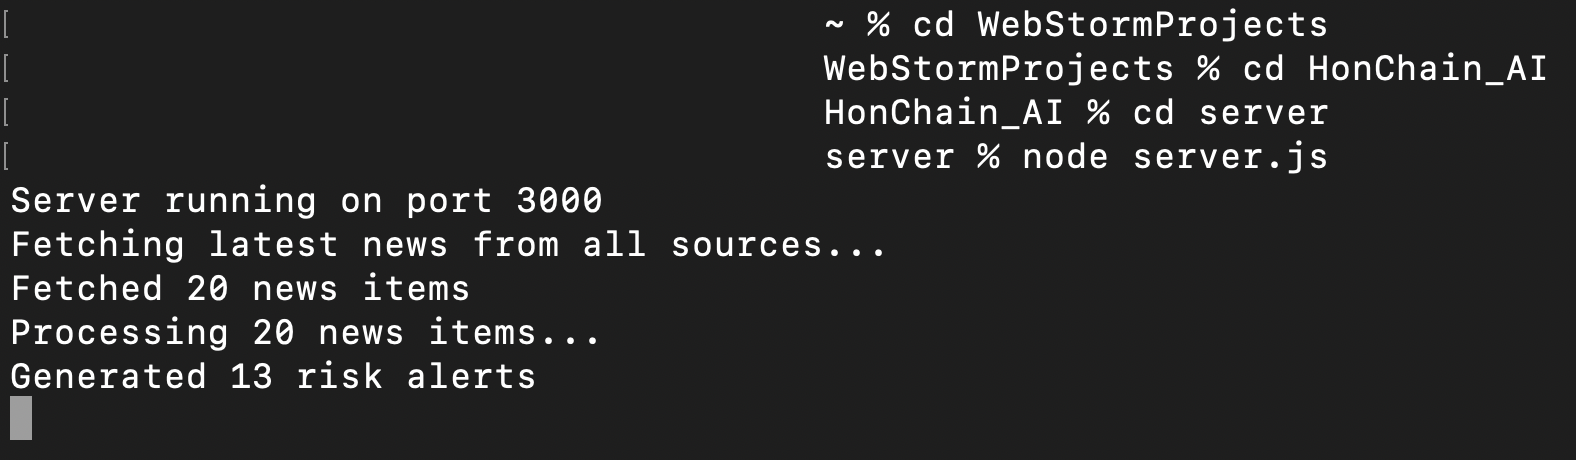 [ ~ % cd WebStormProjects
[ WebStormProjects % cd HonChain_AI
[ HonChain_AI % cd server
[ server % node server.js
Server running on port 3000
Fetching latest news from all sources...
Fetched 20 news items
Processing 20 news items...
Generated 13 risk alerts